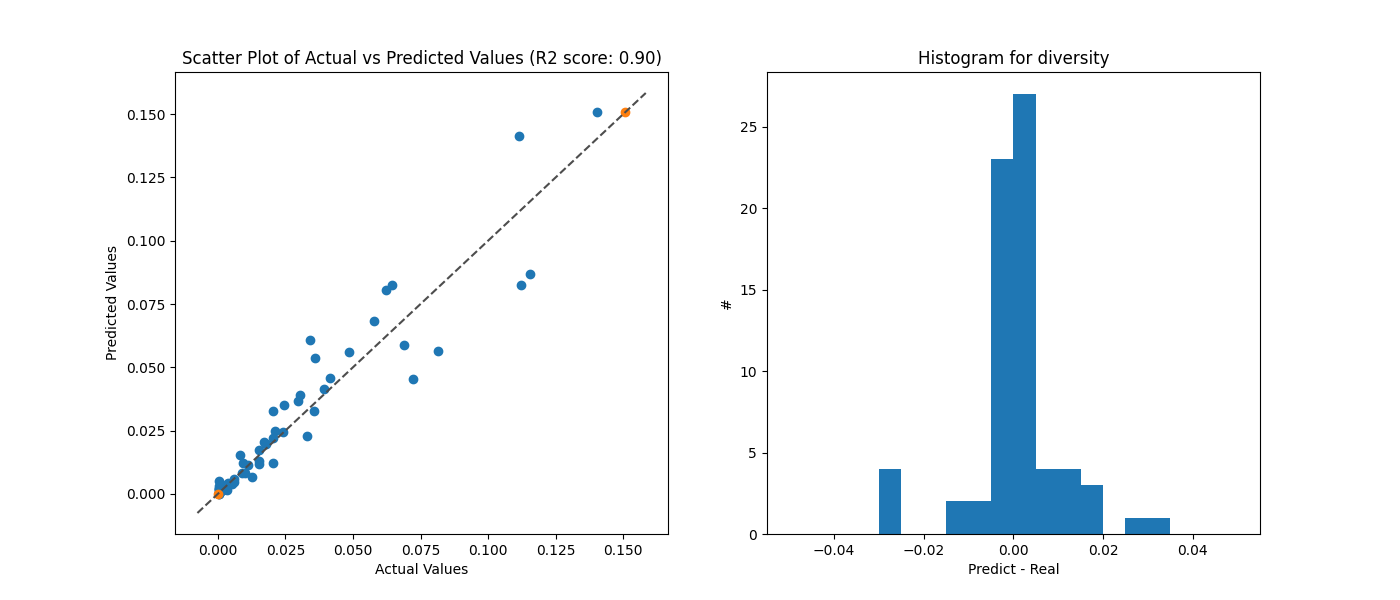 Scatter Plot of Actual vs Predicted Values (R2 score: 0.90)
0.150
0.125
0.100
0.075
0.050
0.025
0.000
Predicted Values
0.000 0.025 0.050 0.075 0.100 0.125 0.150
Actual Values
Histogram for diversity
25
20
15
10
5
0
#
−0.04 −0.02 0.00 0.02 0.04
Predict - Real